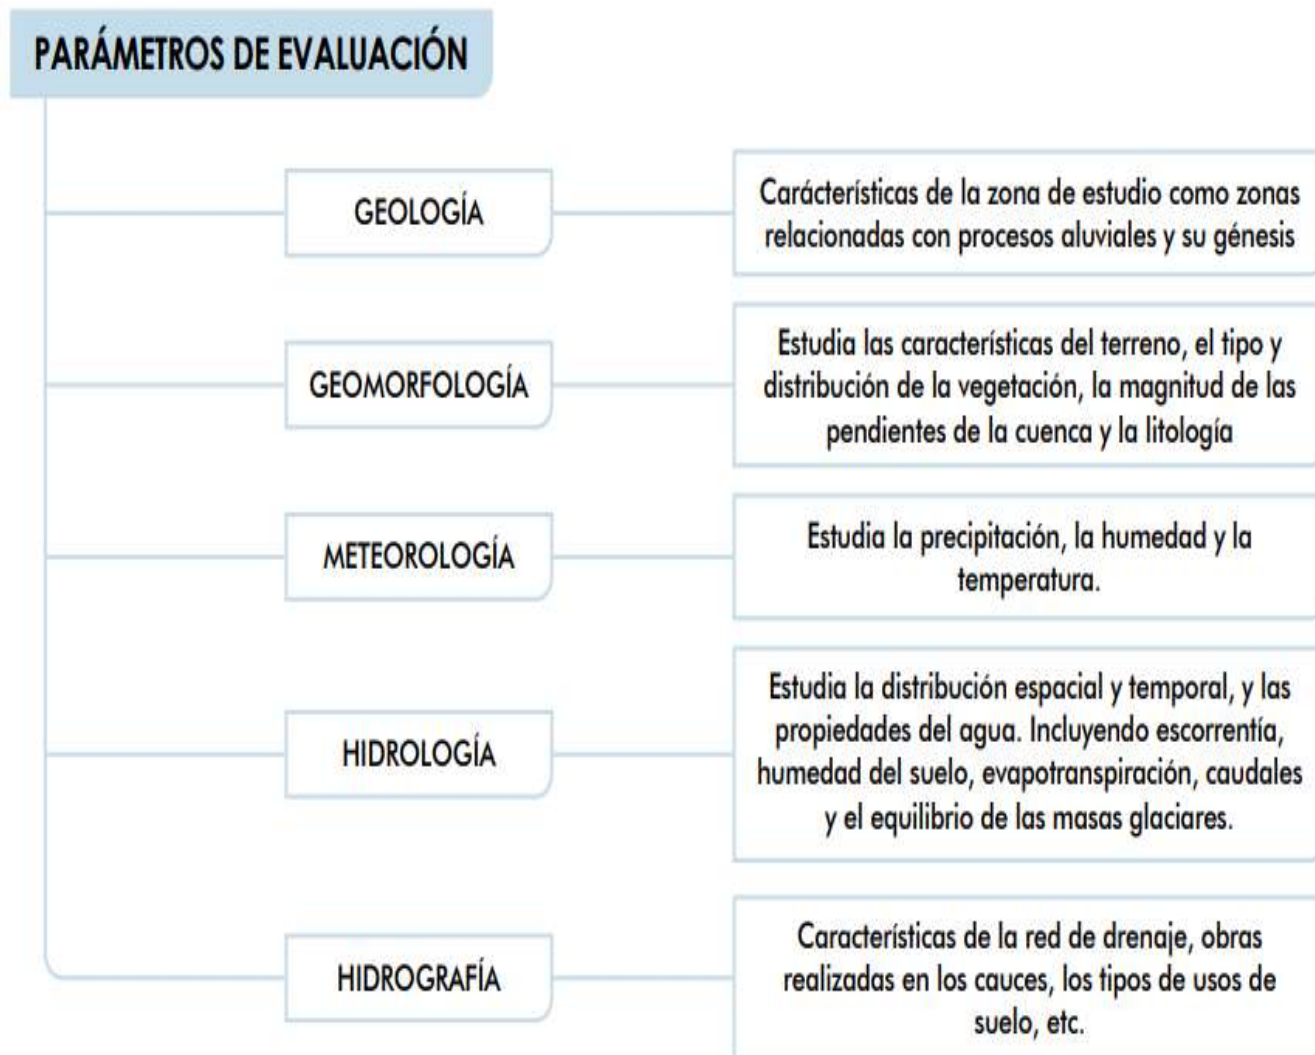 PARÁMETROS DE EVALUACIÓN
GEOLOGÍA
Carácterísticas de la zona de estudio como zonas
relacionadas con procesos aluviales y su génesis
GEOMORFOLOGÍA
Estudia las características del terreno, el tipo y
distribución de la vegetación, la magnitud de las
pendientes de la cuenca y la litología
METEOROLOGÍA
Estudia la precipitación, la humedad y la
temperatura.
HIDROLOGÍA
Estudia la distribución espacial y temporal, y las
propiedades del agua. Incluyendo escorrentía,
humedad del suelo, evapotranspiración, caudales
y el equilibrio de las masas glaciares.
HIDROGRAFÍA
Características de la red de drenaje, obras
realizadas en los cauces, los tipos de usos de
suelo, etc.